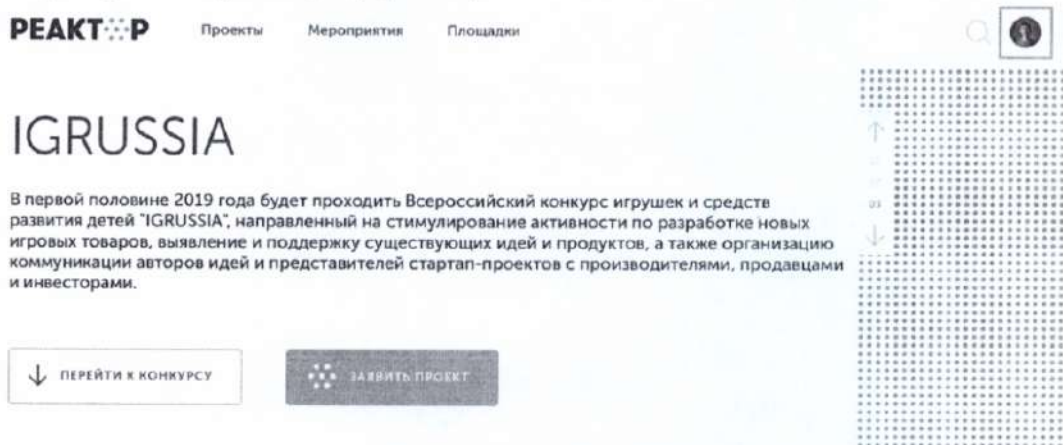 РЕАКТОР
Проекты Мероприятия Площадки
IGRUSSIA
В первой половине 2019 года будет проходить Всероссийский конкурс игрушек и средств
развития детей "IGRUSSIA", направленный на стимулирование активности по разработке новых
игровых товаров, выявление и поддержку существующих идей и продуктов, а также организацию
коммуникации авторов идей и представителей стартап-проектов с производителями, продавцами
и инвесторами.
03
ПЕРЕЙТИ К КОНКУРСУ
ЗАЯВИТЬ ПРОЕКТ